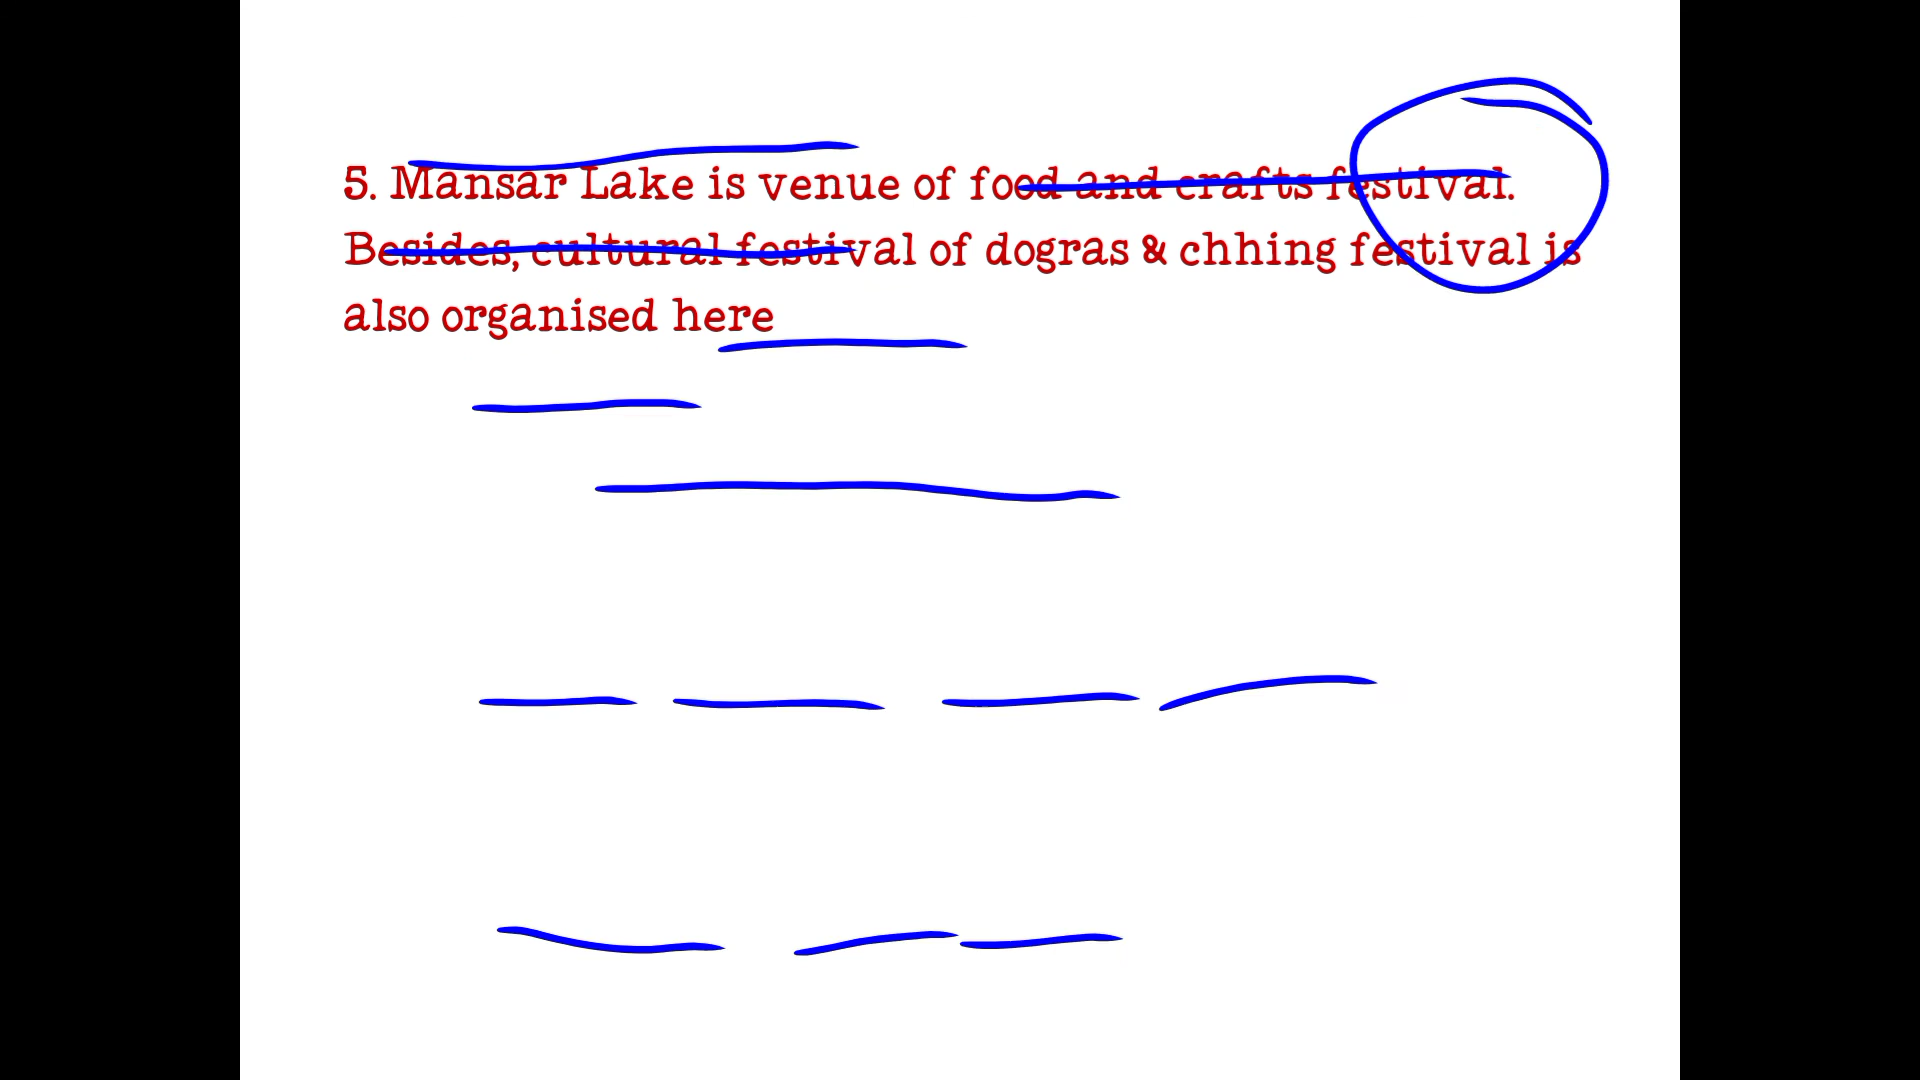 5. Mansar Lake is venue of food and crafts festival.
Besides, cultural festival of dogras & chhing festival is
also organised here